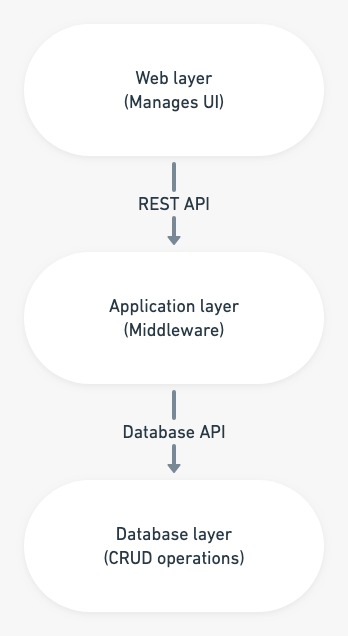 Web layer
(Manages UI)
REST API
Application layer
(Middleware)
Database API
Database layer
(CRUD operations)